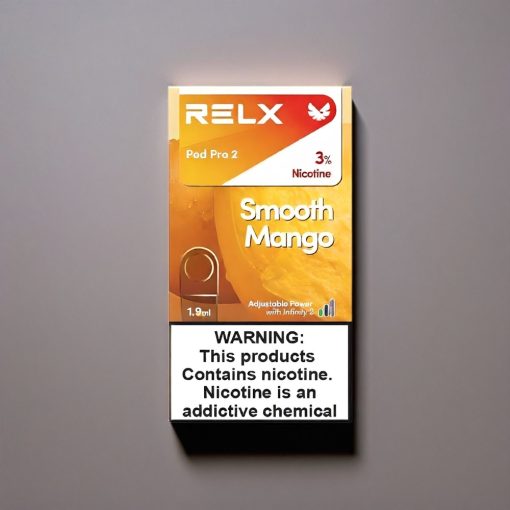 RELX
Pod Pro 2
3%
Nicotine
Smooth
Mango
1.9ml
Adjustable Power
with Infinity 2
WARNING:
This products
Contains nicotine.
Nicotine is an
addictive chemical